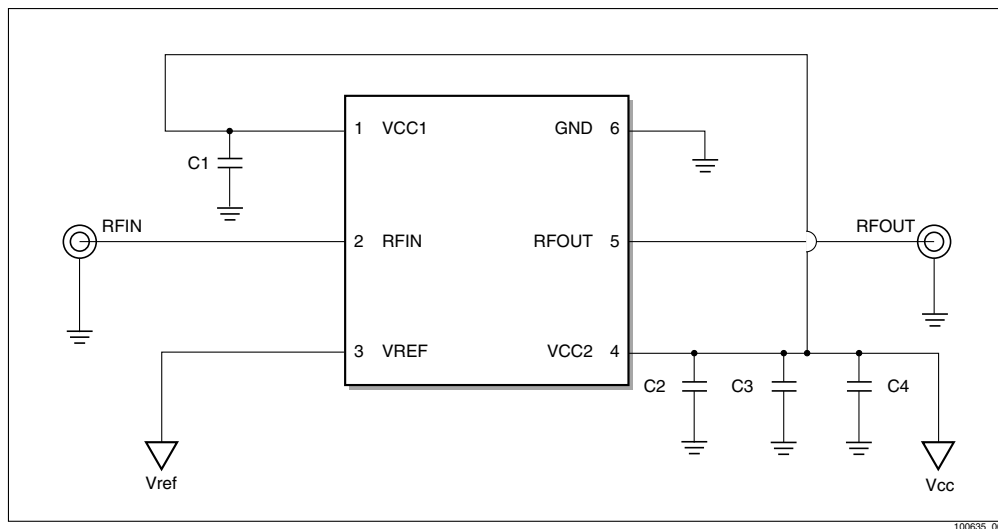 1 VCC1
GND 6
C1
RFIN
2 RFIN
RFOUT 5
RFOUT
3 VREF
VCC2 4
C2
C3
C4
Vref
Vcc